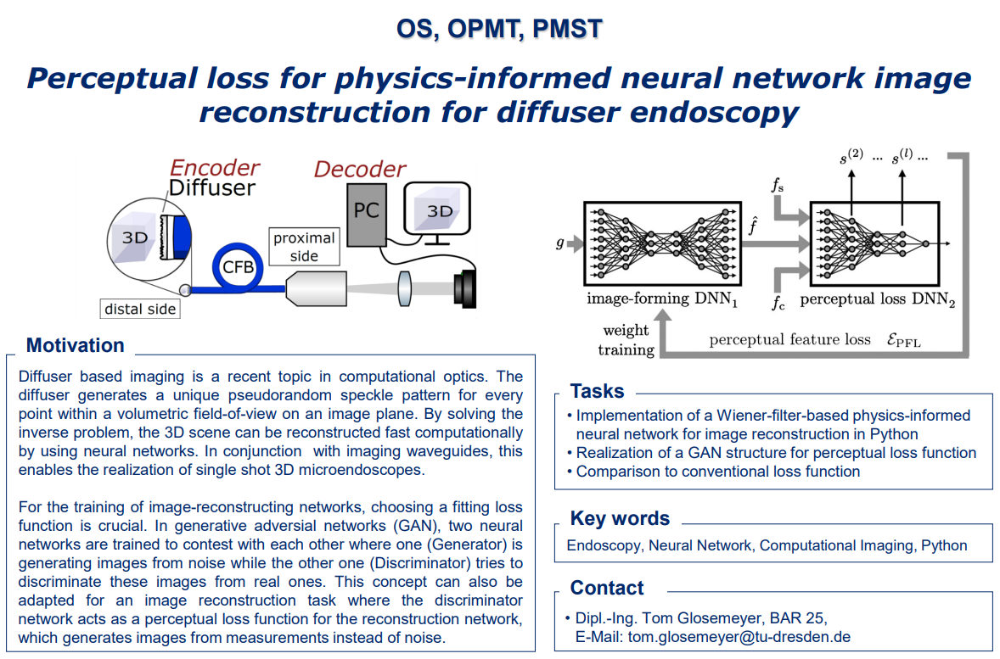 OS, OPMT, PMST
Perceptual loss for physics-informed neural network image
reconstruction for diffuser endoscopy
Encoder
Diffuser
3D
CFB
distal side
proximal
side
Decoder
PC
3D
g
image-forming DNN₁
f̂
fₛ
f꜀
s⁽²⁾ ... s⁽ˡ⁾ ...
perceptual loss DNN₂
weight
training
perceptual feature loss ℰPFL
Motivation
Diffuser based imaging is a recent topic in computational optics. The
diffuser generates a unique pseudorandom speckle pattern for every
point within a volumetric field-of-view on an image plane. By solving the
inverse problem, the 3D scene can be reconstructed fast computationally
by using neural networks. In conjunction with imaging waveguides, this
enables the realization of single shot 3D microendoscopes.
For the training of image-reconstructing networks, choosing a fitting loss
function is crucial. In generative adversial networks (GAN), two neural
networks are trained to contest with each other where one (Generator) is
generating images from noise while the other one (Discriminator) tries to
discriminate these images from real ones. This concept can also be
adapted for an image reconstruction task where the discriminator
network acts as a perceptual loss function for the reconstruction network,
which generates images from measurements instead of noise.
Tasks
• Implementation of a Wiener-filter-based physics-informed
neural network for image reconstruction in Python
• Realization of a GAN structure for perceptual loss function
• Comparison to conventional loss function
Key words
Endoscopy, Neural Network, Computational Imaging, Python
Contact
• Dipl.-Ing. Tom Glosemeyer, BAR 25,
E-Mail: tom.glosemeyer@tu-dresden.de